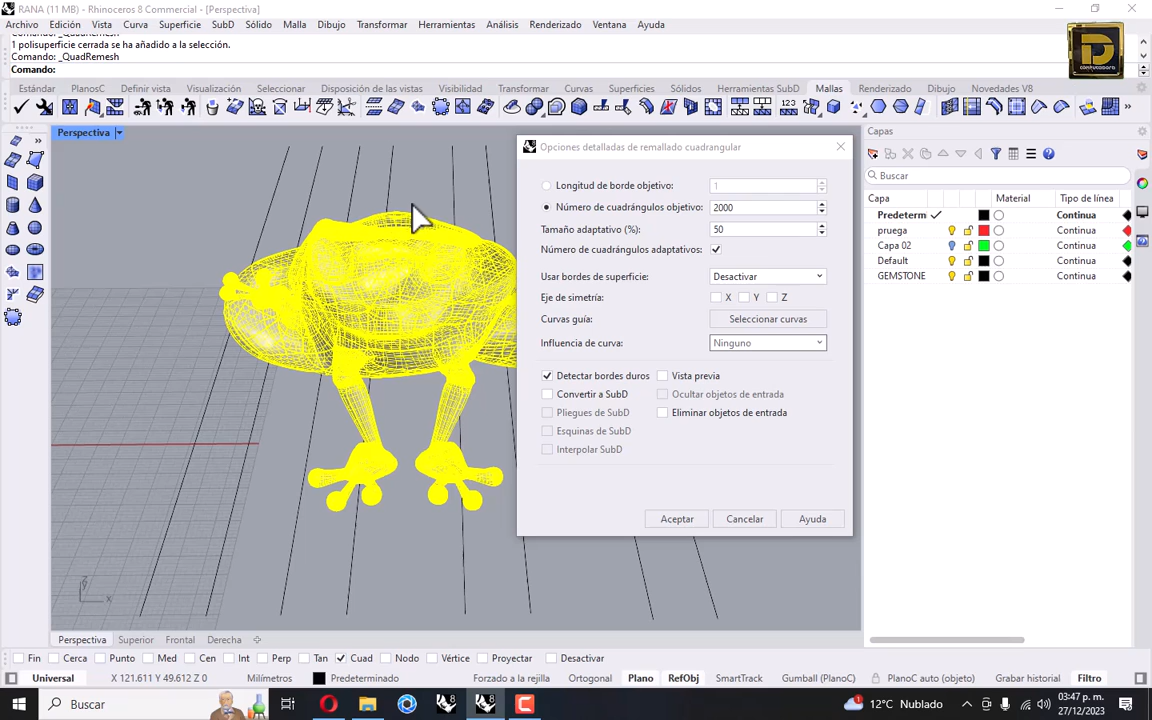 RANA (11 MB) - Rhinoceros 8 Commercial - [Perspectiva]
Archivo Edición Vista Curva Superficie SubD Sólido Malla Dibujo Transformar Herramientas Análisis Renderizado Ventana Ayuda
Comando: _QuadRemesh
1 polisuperficie cerrada se ha añadido a la selección.
Comando: _QuadRemesh
Comando:
Estándar PlanosC Definir vista Visualización Seleccionar Disposición de las vistas Visibilidad Transformar Curvas Superficies Sólidos Herramientas SubD Mallas Renderizado Dibujo Novedades V8
Perspectiva
Opciones detalladas de remallado cuadrangular
Longitud de borde objetivo: 1
Número de cuadrángulos objetivo: 2000
Tamaño adaptativo (%): 50
Número de cuadrángulos adaptativos:
Usar bordes de superficie: Desactivar
Eje de simetría: X Y Z
Curvas guía: Seleccionar curvas
Influencia de curva: Ninguno
Detectar bordes duros Vista previa
Convertir a SubD Ocultar objetos de entrada
Pliegues de SubD Eliminar objetos de entrada
Esquinas de SubD
Interpolar SubD
Aceptar Cancelar Ayuda
Capas
Buscar
Capa Material Tipo de línea
Predeterm Continua
pruega Continua
Capa 02 Continua
Default Continua
GEMSTONE Continua
y
x
Perspectiva Superior Frontal Derecha
Fin Cerca Punto Med Cen Int Perp Tan Cuad Nodo Vértice Proyectar Desactivar
Universal X 121.611 Y 49.612 Z 0 Milímetros Predeterminado Forzado a la rejilla Ortogonal Plano RefObj SmartTrack Gumball (PlanoC) PlanoC auto (objeto) Grabar historial Filtro
Buscar 12°C Nublado 03:47 p. m.
27/12/2023